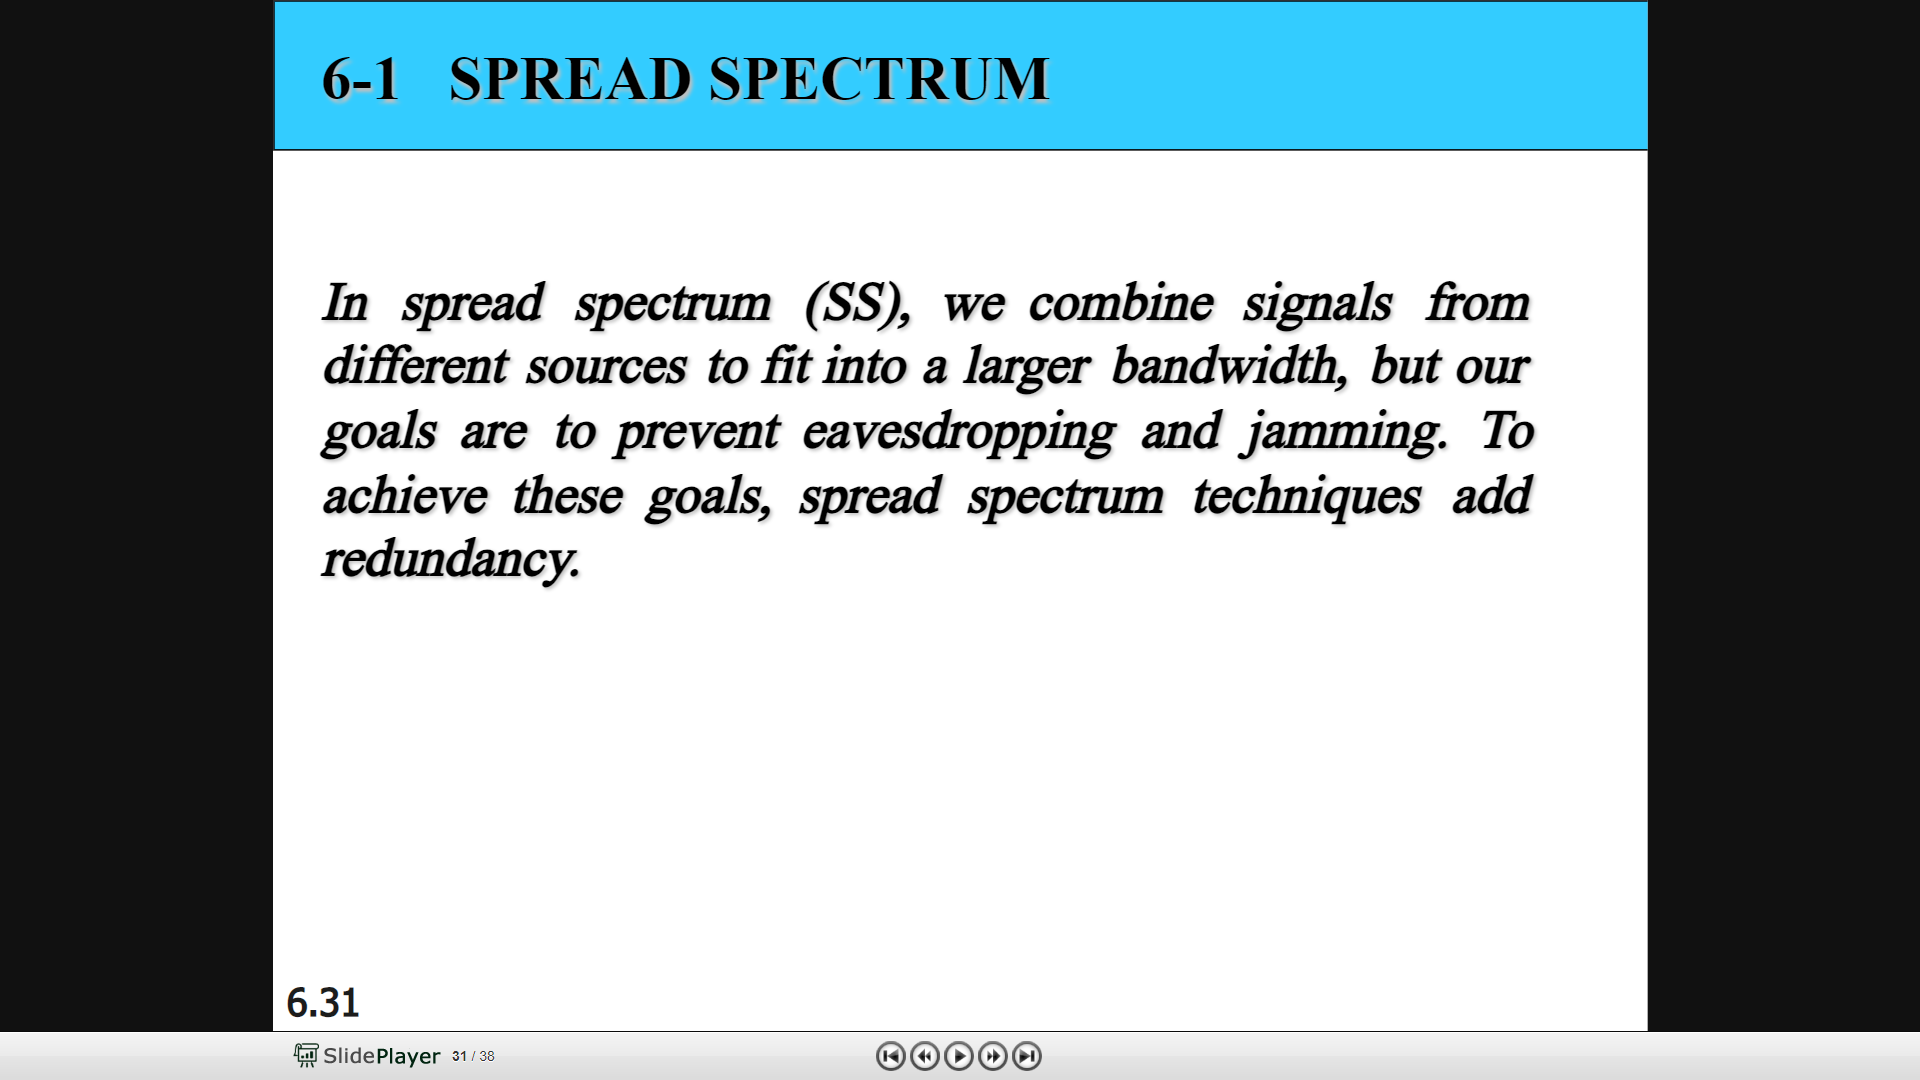 6-1 SPREAD SPECTRUM
In spread spectrum (SS), we combine signals from
different sources to fit into a larger bandwidth, but our
goals are to prevent eavesdropping and jamming. To
achieve these goals, spread spectrum techniques add
redundancy.
6.31
SlidePlayer 31 / 38